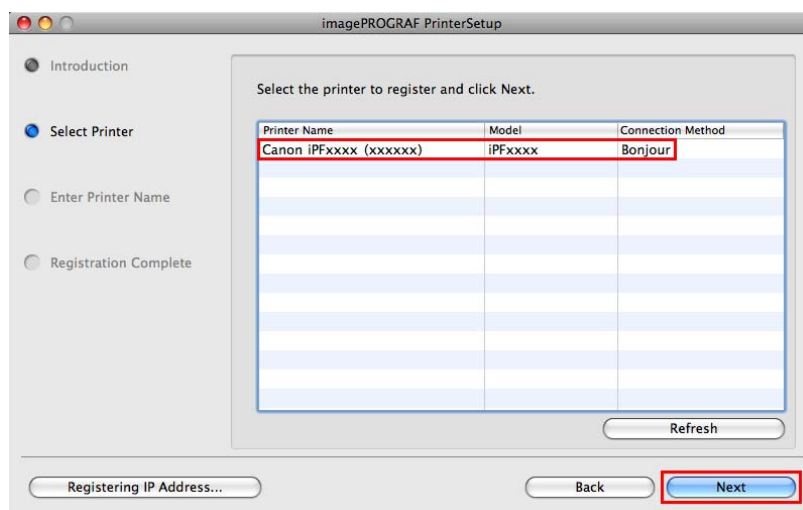 imagePROGRAF PrinterSetup
Introduction
Select Printer
Enter Printer Name
Registration Complete
Select the printer to register and click Next.
Printer Name Model Connection Method
Canon iPFxxxx (xxxxxx) iPFxxxx Bonjour
Refresh
Registering IP Address... Back Next